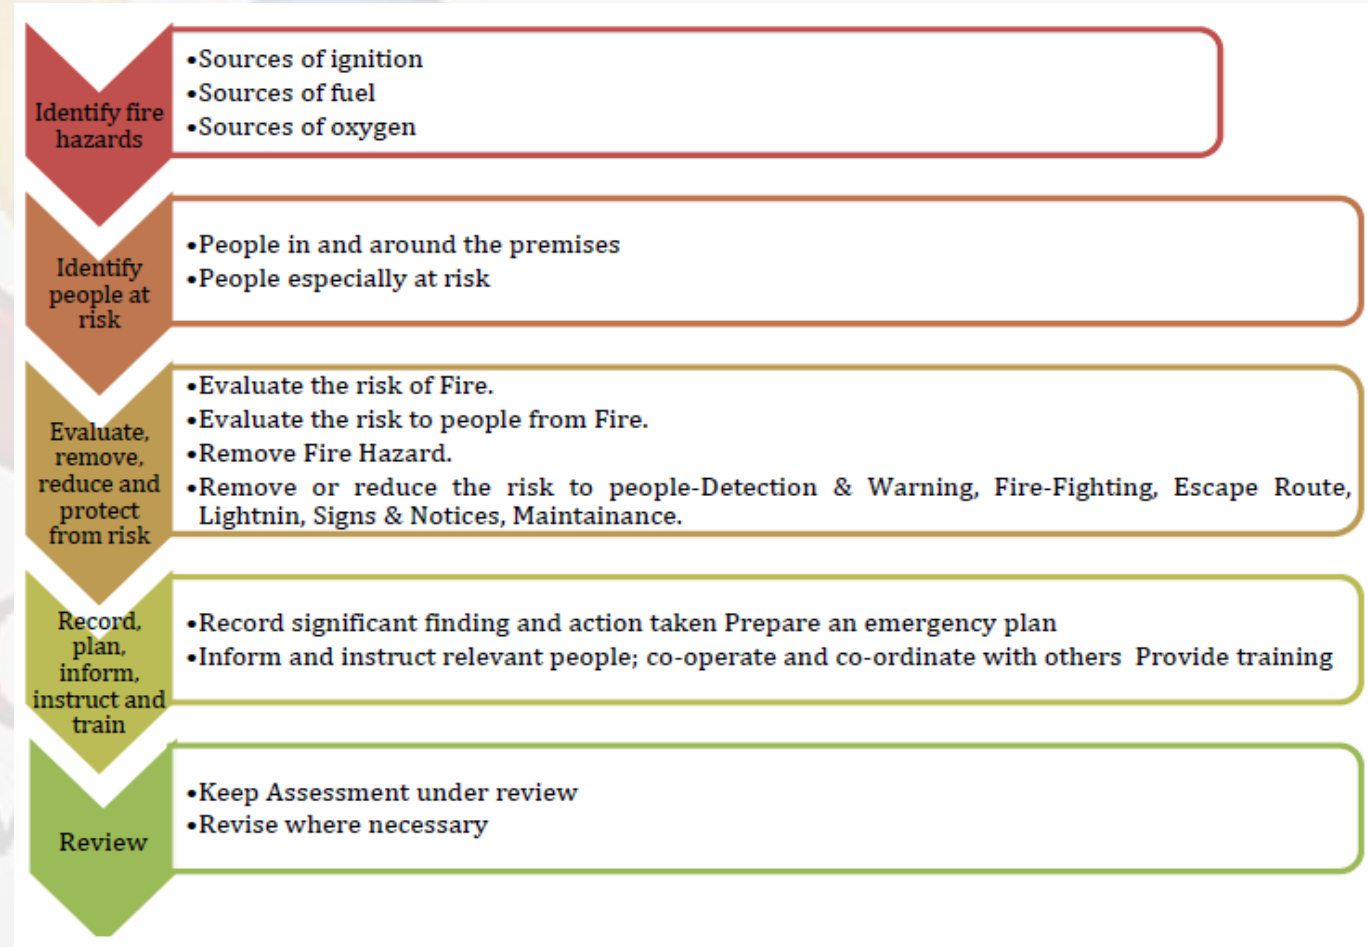 Identify fire
hazards
•Sources of ignition
•Sources of fuel
•Sources of oxygen
Identify
people at
risk
•People in and around the premises
•People especially at risk
Evaluate,
remove,
reduce and
protect
from risk
•Evaluate the risk of Fire.
•Evaluate the risk to people from Fire.
•Remove Fire Hazard.
•Remove or reduce the risk to people-Detection & Warning, Fire-Fighting, Escape Route,
Lightnin, Signs & Notices, Maintainance.
Record,
plan,
inform,
instruct and
train
•Record significant finding and action taken Prepare an emergency plan
•Inform and instruct relevant people; co-operate and co-ordinate with others  Provide training
Review
•Keep Assessment under review
•Revise where necessary